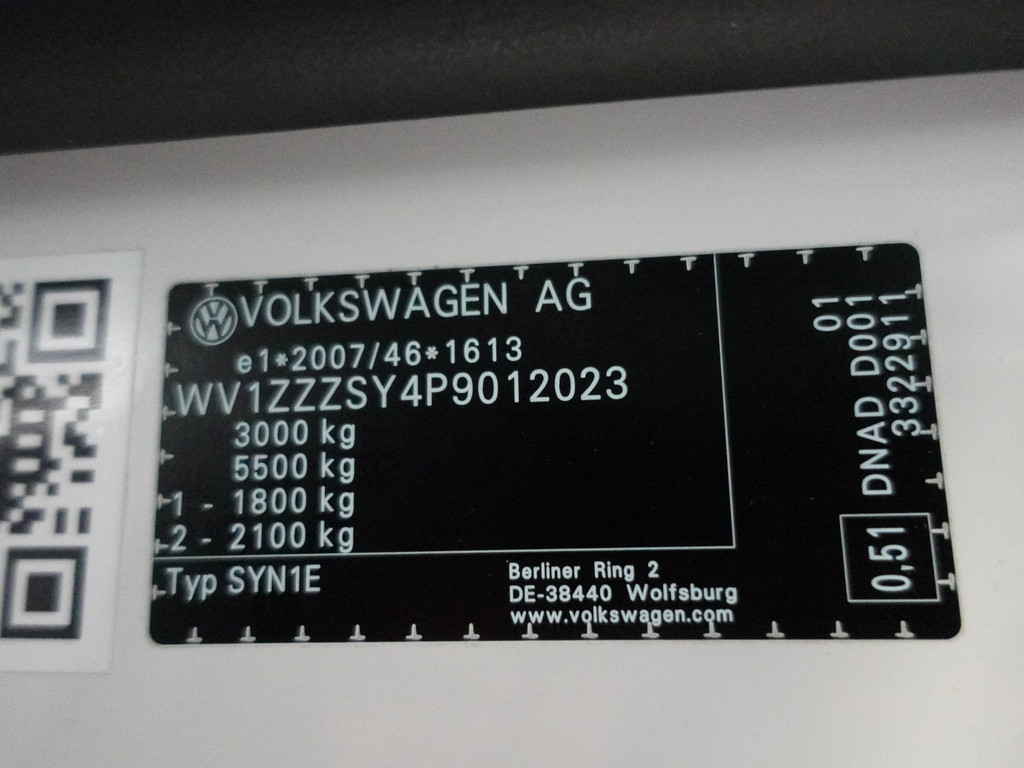 VOLKSWAGEN AG
e1*2007/46*1613
WV1ZZZSY4P9012023
3000 kg
5500 kg
1 - 1800 kg
2 - 2100 kg
Typ SYN1E
Berliner Ring 2
DE-38440 Wolfsburg
www.volkswagen.com
01
DNAD D001
3322911
0,51